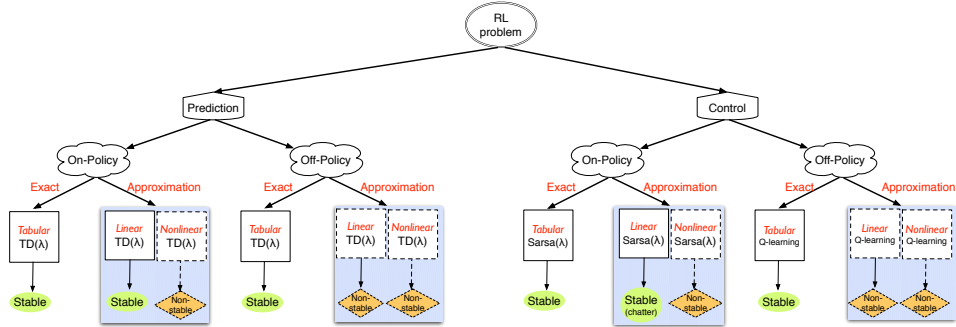 RL
problem
Prediction
Control
On-Policy
Off-Policy
On-Policy
Off-Policy
Exact
Approximation
Exact
Approximation
Exact
Approximation
Exact
Approximation
Tabular
TD(λ)
Linear
TD(λ)
Nonlinear
TD(λ)
Tabular
TD(λ)
Linear
TD(λ)
Nonlinear
TD(λ)
Tabular
Sarsa(λ)
Linear
Sarsa(λ)
Nonlinear
Sarsa(λ)
Tabular
Q-learning
Linear
Q-learning
Nonlinear
Q-learning
Stable
Stable
Non-
stable
Stable
Non-
stable
Non-
stable
Stable
Stable
(chatter)
Non-
stable
Stable
Non-
stable
Non-
stable